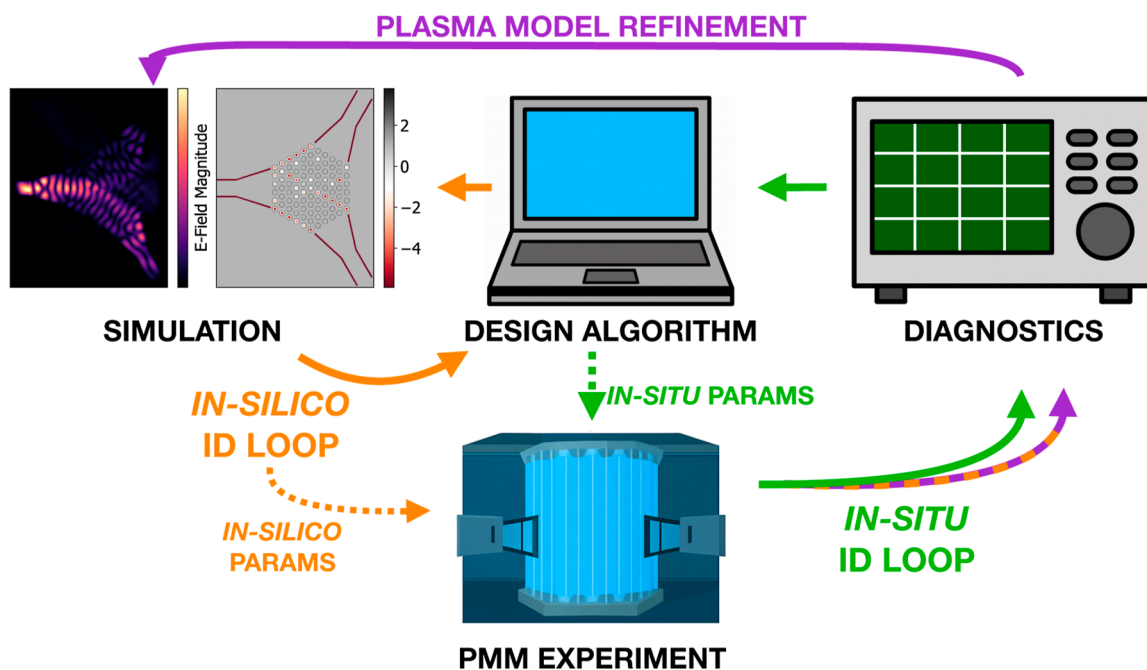 PLASMA MODEL REFINEMENT
E-Field Magnitude
2
0
−2
−4
SIMULATION
DESIGN ALGORITHM
DIAGNOSTICS
IN-SILICO
ID LOOP
IN-SITU PARAMS
IN-SILICO
PARAMS
IN-SITU
ID LOOP
PMM EXPERIMENT